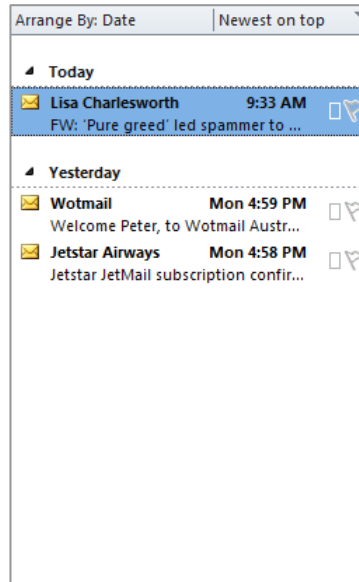 Arrange By: Date Newest on top
Today
Lisa Charlesworth 9:33 AM
FW: 'Pure greed' led spammer to ...
Yesterday
Wotmail Mon 4:59 PM
Welcome Peter, to Wotmail Austr...
Jetstar Airways Mon 4:58 PM
Jetstar JetMail subscription confir...